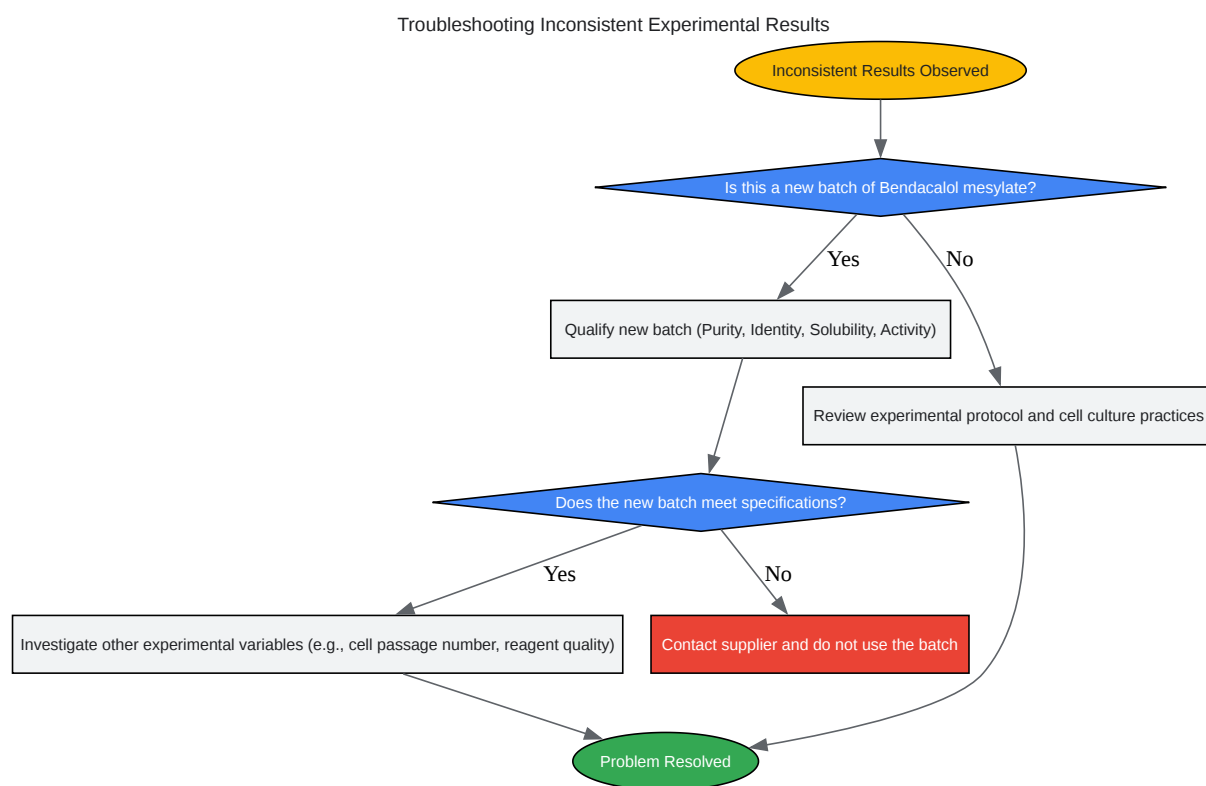 Troubleshooting Inconsistent Experimental Results
Inconsistent Results Observed
Is this a new batch of Bendacalol mesylate?
Yes
No
Qualify new batch (Purity, Identity, Solubility, Activity)
Review experimental protocol and cell culture practices
Does the new batch meet specifications?
Yes
No
Investigate other experimental variables (e.g., cell passage number, reagent quality)
Contact supplier and do not use the batch
Problem Resolved